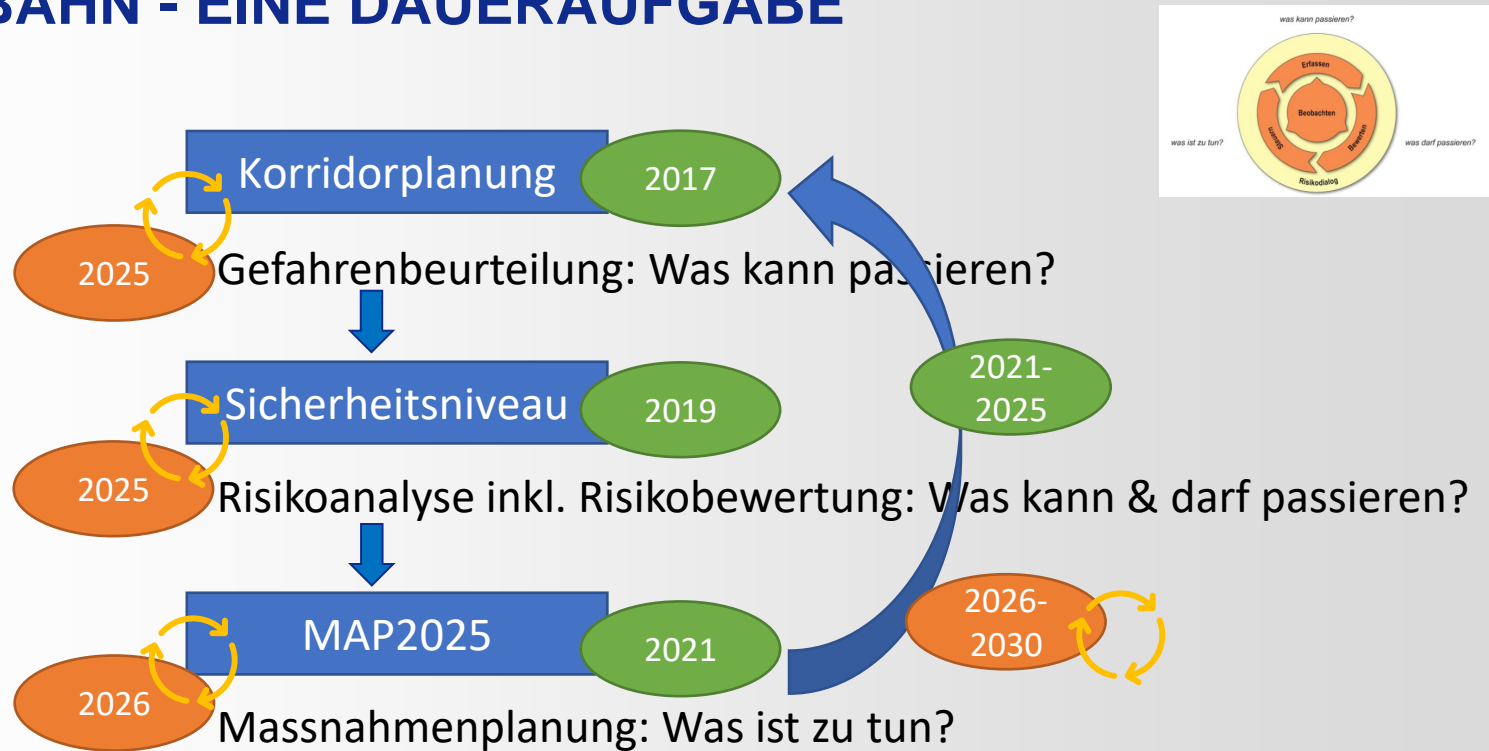 BAHN - EINE DAUERAUFGABE
was kann passieren?
Erfassen
Beobachten
Steuern
Bewerten
was ist zu tun?
was darf passieren?
Risikodialog
Korridorplanung
2017
2025
Gefahrenbeurteilung: Was kann passieren?
Sicherheitsniveau
2019
2021-
2025
2025
Risikoanalyse inkl. Risikobewertung: Was kann & darf passieren?
MAP2025
2021
2026-
2030
2026
Massnahmenplanung: Was ist zu tun?